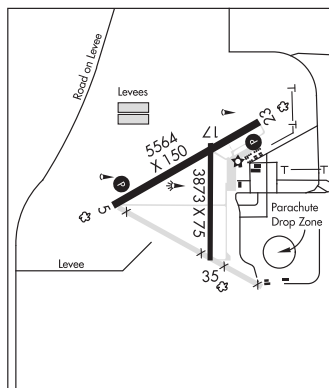 Road on Levee
Levees
5564
X 150
23
17
3873 X 75
P
P
5
T
T
T
T
Parachute
Drop Zone
Levee
35